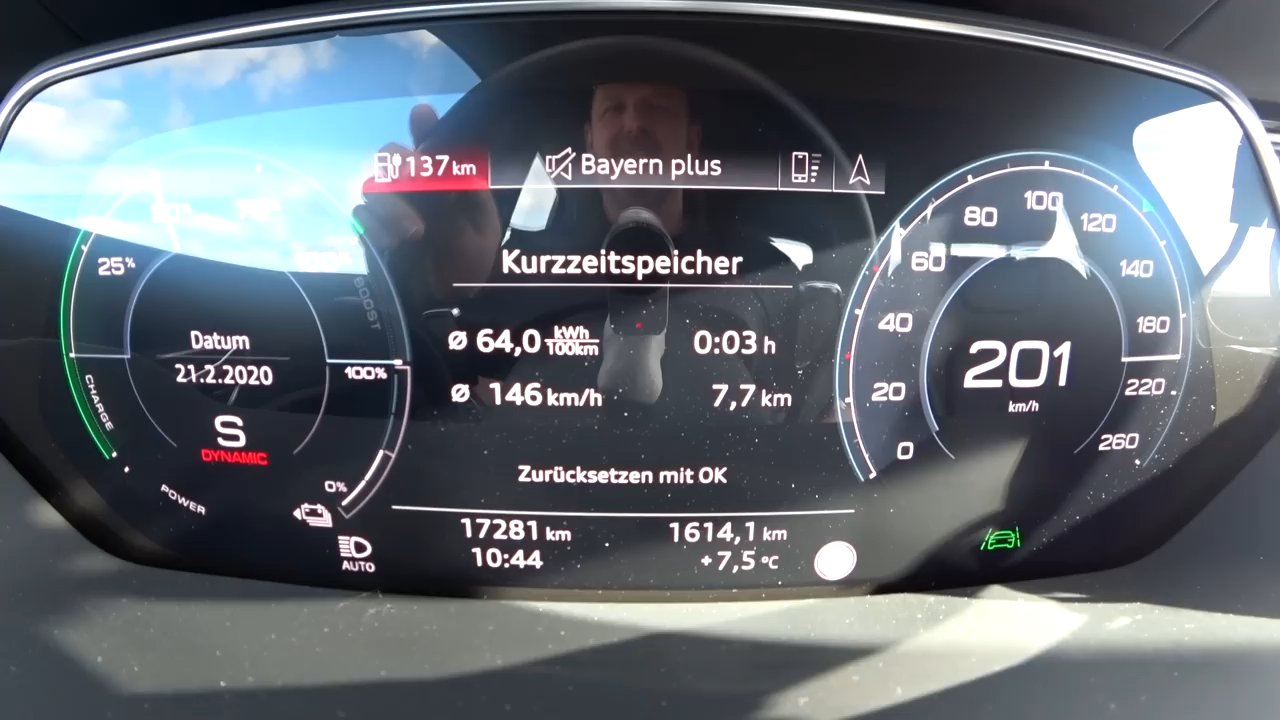 137 km
Bayern plus
Kurzzeitspeicher
Ø 64,0 kWh/100km 0:03 h
Ø 146 km/h 7,7 km
Zurücksetzen mit OK
17281 km 1614,1 km
10:44 +7,5 °C
25%
BOOST
Datum
21.2.2020
100%
CHARGE
S
DYNAMIC
0%
POWER
AUTO
0
20
40
60
80
100
120
140
180
220
260
201
km/h